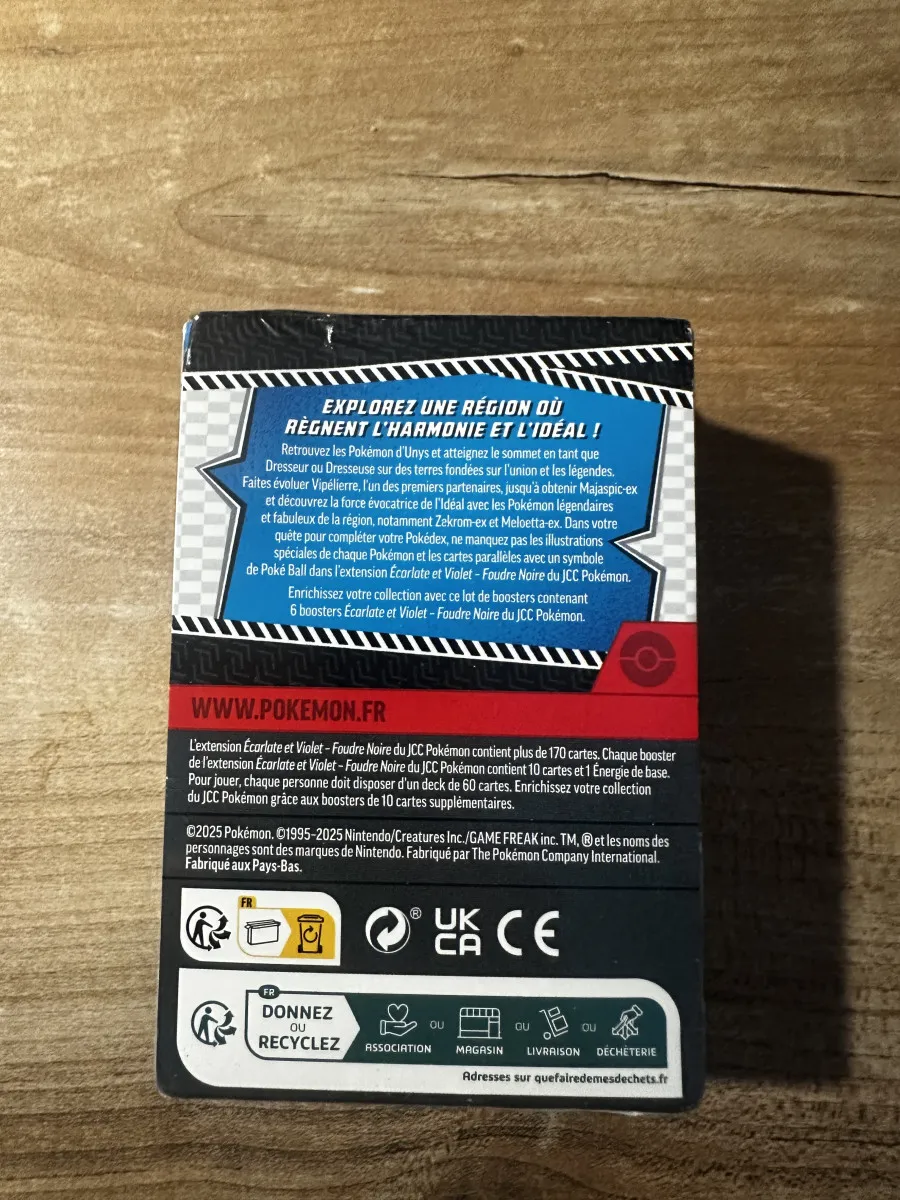 EXPLOREZ UNE RÉGION OÙ
RÈGNENT L'HARMONIE ET L'IDÉAL !
Retrouvez les Pokémon d'Unys et atteignez le sommet en tant que
Dresseur ou Dresseuse sur des terres fondées sur l'union et les légendes.
Faites évoluer Vipélierre, l'un des premiers partenaires, jusqu'à obtenir Majaspic-ex
et découvrez la force évocatrice de l'Idéal avec les Pokémon légendaires
et fabuleux de la région, notamment Zekrom-ex et Meloetta-ex. Dans votre
quête pour compléter votre Pokédex, ne manquez pas les illustrations
spéciales de chaque Pokémon et les cartes parallèles avec un symbole
de Poké Ball dans l'extension Écarlate et Violet – Foudre Noire du JCC Pokémon.
Enrichissez votre collection avec ce lot de boosters contenant
6 boosters Écarlate et Violet – Foudre Noire du JCC Pokémon.
WWW.POKEMON.FR
L'extension Écarlate et Violet – Foudre Noire du JCC Pokémon contient plus de 170 cartes. Chaque booster
de l'extension Écarlate et Violet – Foudre Noire du JCC Pokémon contient 10 cartes et 1 Énergie de base.
Pour jouer, chaque personne doit disposer d'un deck de 60 cartes. Enrichissez votre collection
du JCC Pokémon grâce aux boosters de 10 cartes supplémentaires.
©2025 Pokémon. ©1995–2025 Nintendo/Creatures Inc./GAME FREAK inc. TM, ® et les noms des
personnages sont des marques de Nintendo. Fabriqué par The Pokémon Company International.
Fabriqué aux Pays-Bas.
FR
®
UK
CA
CE
FR
DONNEZ
OU
RECYCLEZ
ASSOCIATION OU MAGASIN OU LIVRAISON OU DÉCHÈTERIE
Adresses sur quefairedemesdechets.fr